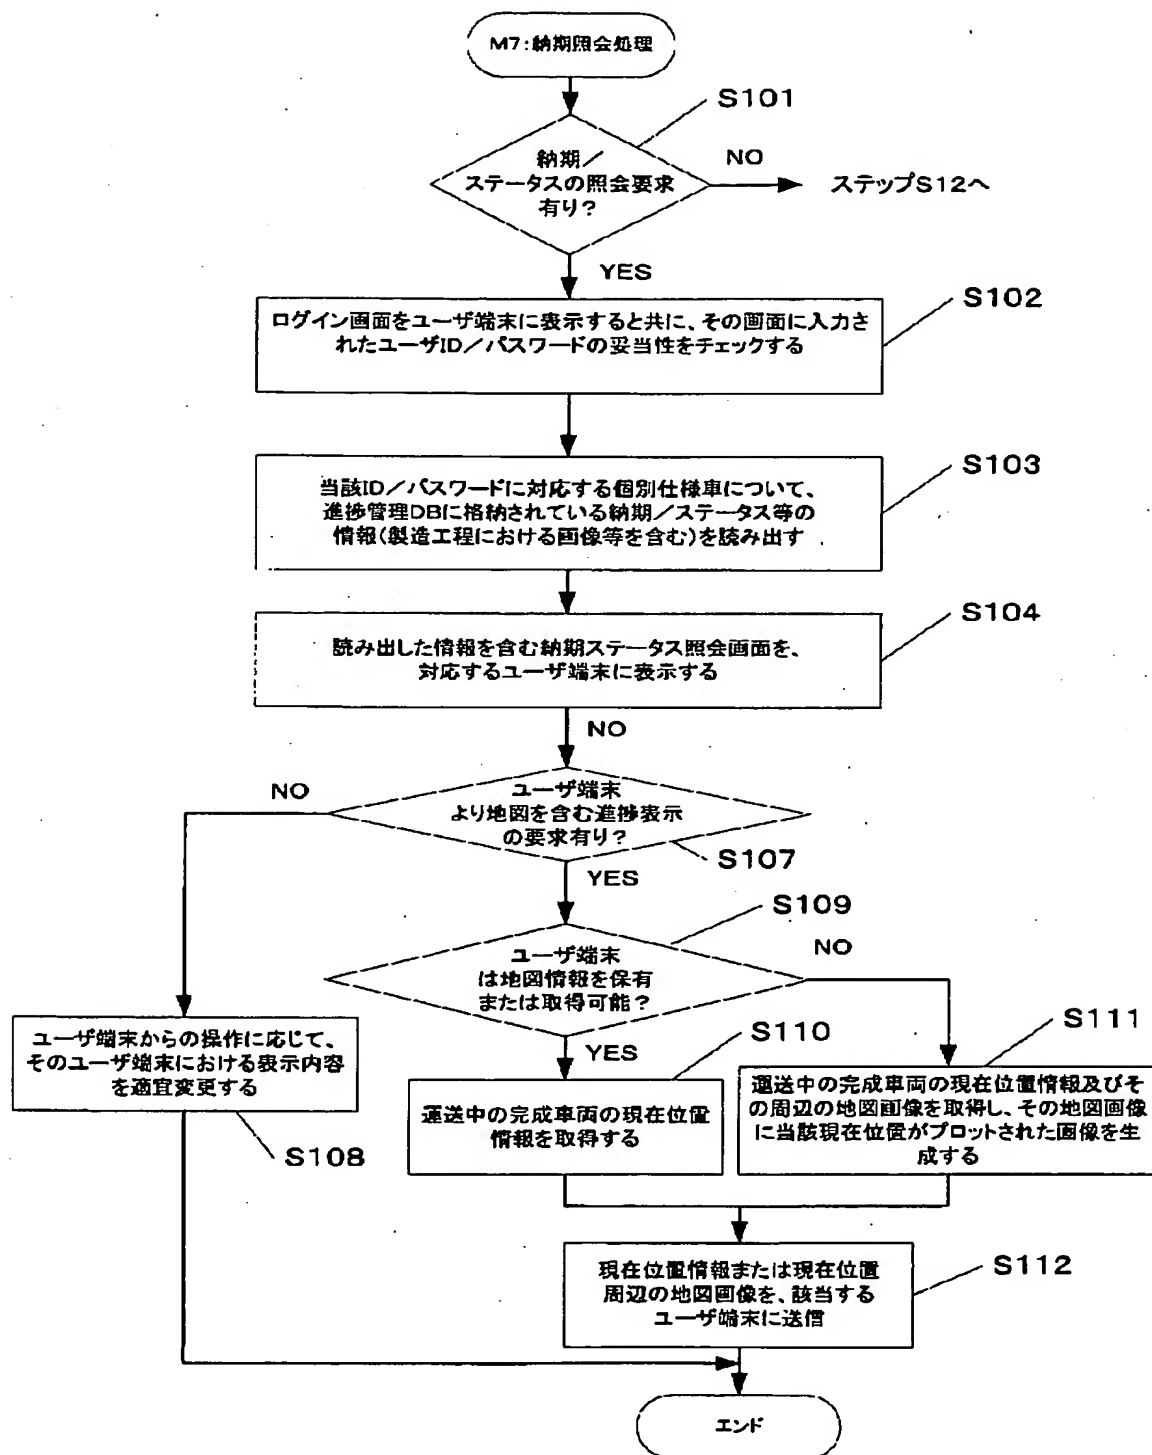 M7:納期照会処理
S101
納期／
ステータスの照会要求
有り?
NO
ステップS12へ
YES
S102
ログイン画面をユーザ端末に表示すると共に、その画面に入力さ
れたユーザID／パスワードの妥当性をチェックする
S103
当該ID／パスワードに対応する個別仕様車について、
進捗管理DBに格納されている納期／ステータス等の
情報(製造工程における画像等を含む)を読み出す
S104
読み出した情報を含む納期ステータス照会画面を、
対応するユーザ端末に表示する
NO
NO
ユーザ端末
より地図を含む進捗表示
の要求有り?
S107
YES
S109
NO
ユーザ端末
は地図情報を保有
または取得可能?
YES
S110
S111
ユーザ端末からの操作に応じて、
そのユーザ端末における表示内容
を適宜変更する
S108
運送中の完成車両の現在位置
情報を取得する
運送中の完成車両の現在位置情報及びそ
の周辺の地図画像を取得し、その地図画像
に当該現在位置がプロットされた画像を生
成する
S112
現在位置情報または現在位置
周辺の地図画像を、該当する
ユーザ端末に送信
エンド